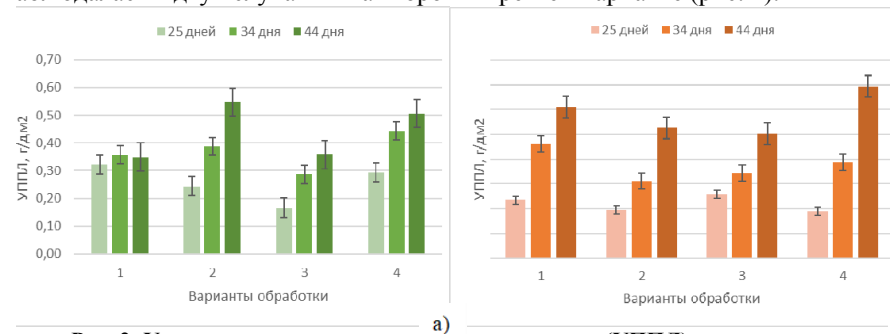 (рис.
25 дней 34 дня 44 дня
0,70
0,60
0,50
0,40
0,30
0,20
0,10
0,00
УППЛ, г/дм2
1 2 3 4
Варианты обработки
25 дней 34 дня 44 дня
УППЛ, г/дм2
1 2 3 4
Варианты обработки
а)